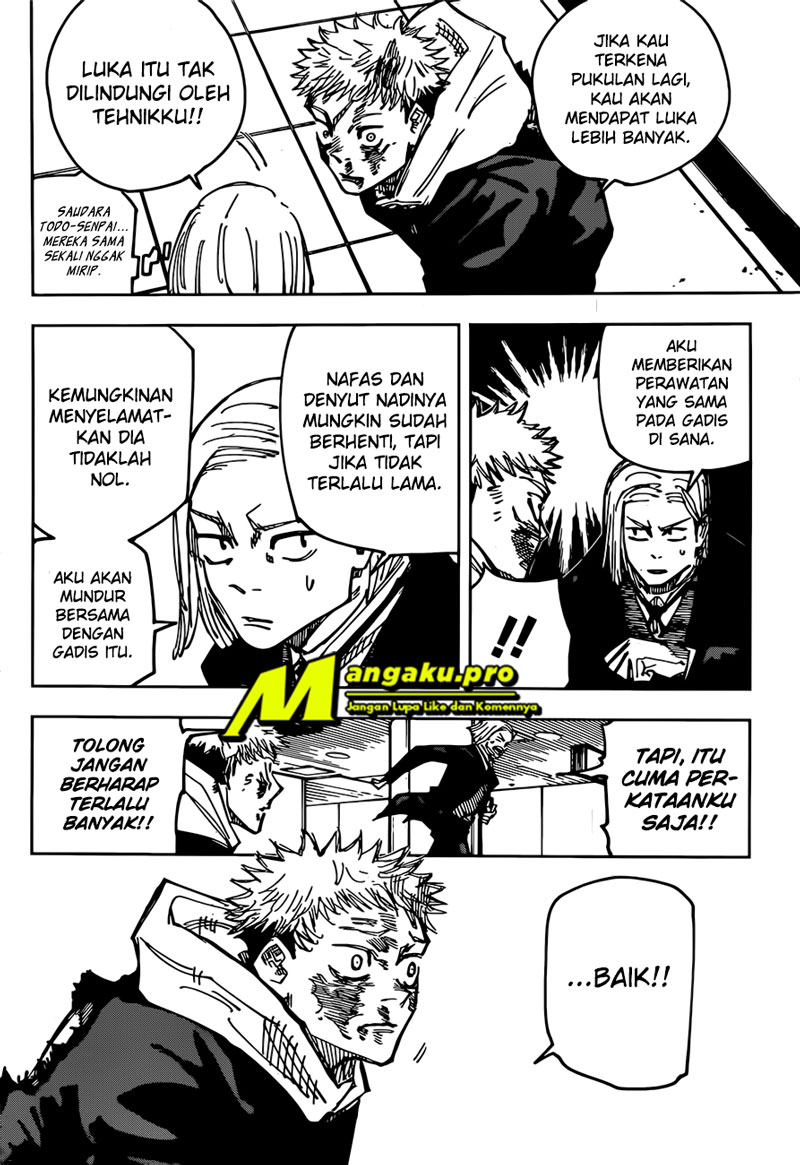 JIKA KAU
TERKENA
PUKULAN LAGI,
KAU AKAN
MENDAPAT LUKA
LEBIH BANYAK.
LUKA ITU TAK
DILINDUNGI OLEH
TEHNIKKU!!
SAUDARA
TODO-SENPAI...
MEREKA SAMA
SEKALI NGGAK
MIRIP.
AKU
MEMBERIKAN
PERAWATAN
YANG SAMA
PADA GADIS
DI SANA.
!!
NAFAS DAN
DENYUT NADINYA
MUNGKIN SUDAH
BERHENTI, TAPI
JIKA TIDAK
TERLALU LAMA.
KEMUNGKINAN
MENYELAMAT-
KAN DIA
TIDAKLAH
NOL.
AKU AKAN
MUNDUR
BERSAMA
DENGAN
GADIS ITU.
Mangaku.pro
Jangan Lupa Like dan Komennya
TAPI, ITU
CUMA PER-
KATAANKU
SAJA!!
TOLONG
JANGAN
BERHARAP
TERLALU
BANYAK!!
...BAIK!!